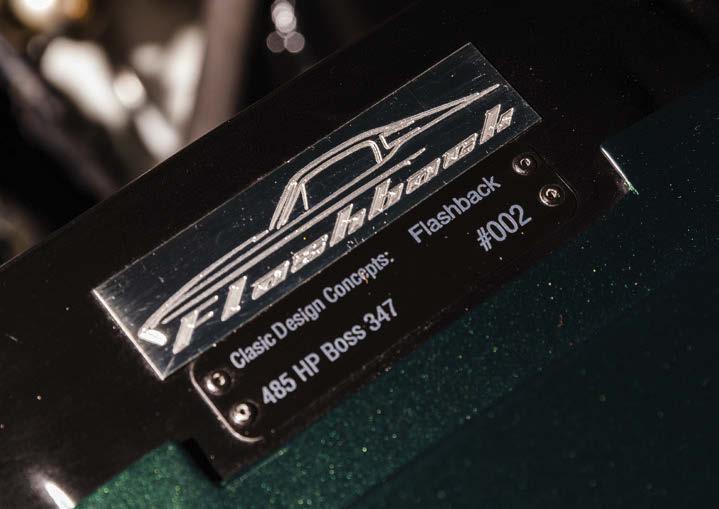 Flashback
Clasic Design Concepts: Flashback
485 HP Boss 347 #002